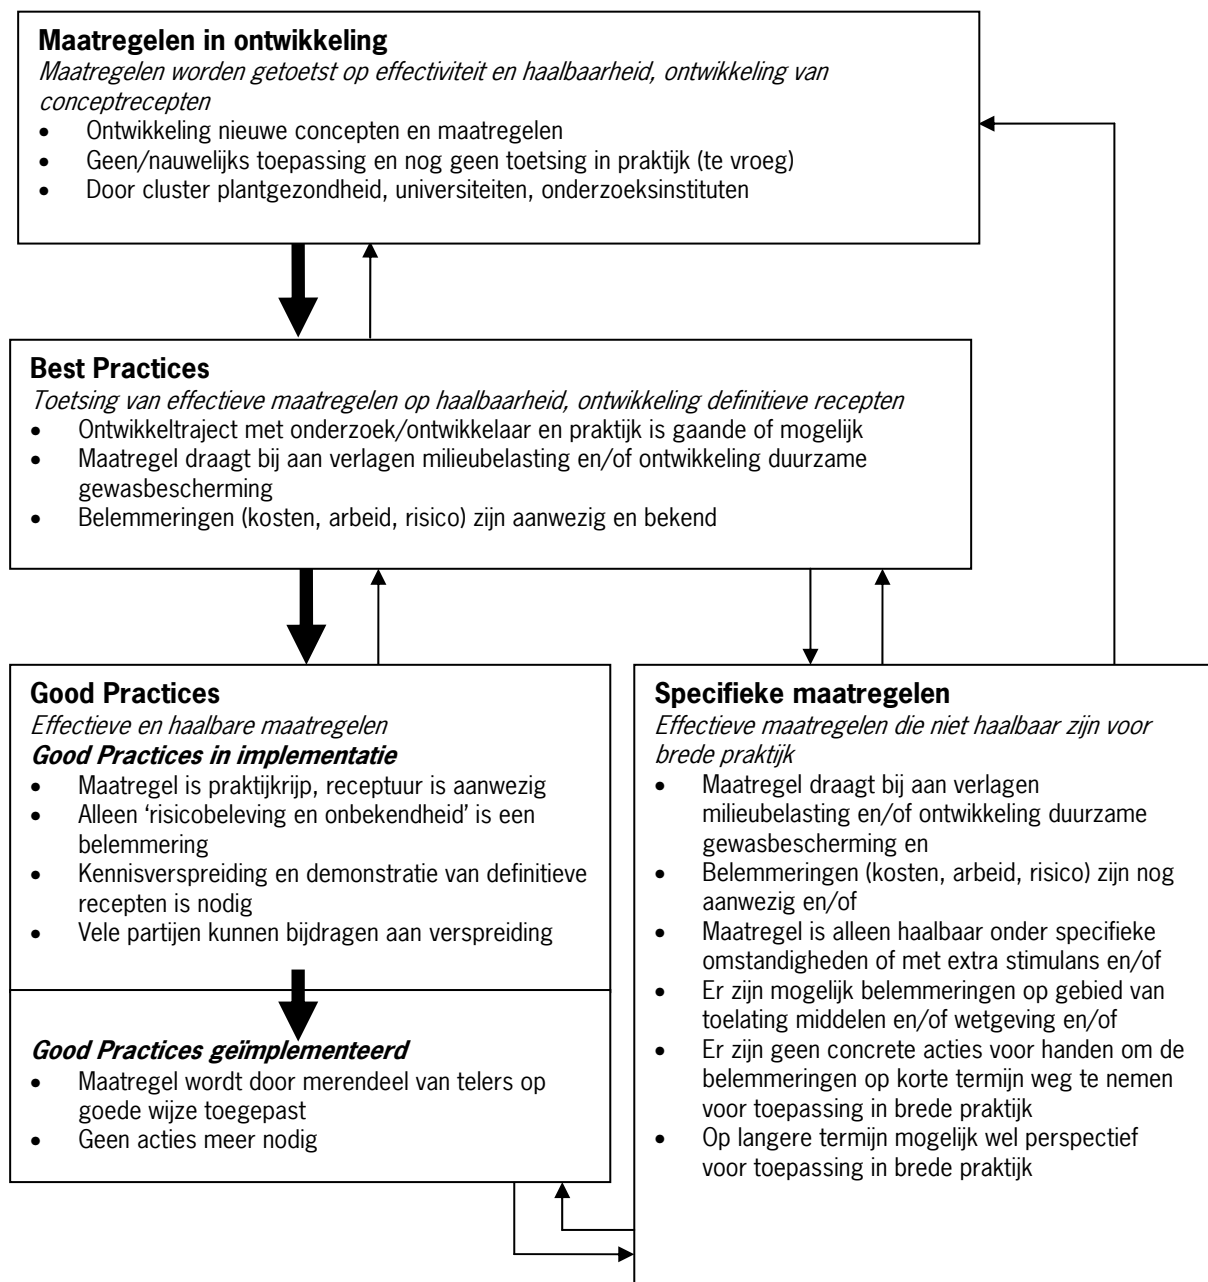 Maatregelen in ontwikkeling
Maatregelen worden getoetst op effectiviteit en haalbaarheid, ontwikkeling van
conceptrecepten
• Ontwikkeling nieuwe concepten en maatregelen
• Geen/nauwelijks toepassing en nog geen toetsing in praktijk (te vroeg)
• Door cluster plantgezondheid, universiteiten, onderzoeksinstituten
Best Practices
Toetsing van effectieve maatregelen op haalbaarheid, ontwikkeling definitieve recepten
• Ontwikkeltraject met onderzoek/ontwikkelaar en praktijk is gaande of mogelijk
• Maatregel draagt bij aan verlagen milieubelasting en/of ontwikkeling duurzame
gewasbescherming
• Belemmeringen (kosten, arbeid, risico) zijn aanwezig en bekend
Good Practices
Effectieve en haalbare maatregelen
Good Practices in implementatie
• Maatregel is praktijkrijp, receptuur is aanwezig
• Alleen ‘risicobeleving en onbekendheid’ is een
belemmering
• Kennisverspreiding en demonstratie van definitieve
recepten is nodig
• Vele partijen kunnen bijdragen aan verspreiding
Good Practices geïmplementeerd
• Maatregel wordt door merendeel van telers op
goede wijze toegepast
• Geen acties meer nodig
Specifieke maatregelen
Effectieve maatregelen die niet haalbaar zijn voor
brede praktijk
• Maatregel draagt bij aan verlagen
milieubelasting en/of ontwikkeling duurzame
gewasbescherming en
• Belemmeringen (kosten, arbeid, risico) zijn nog
aanwezig en/of
• Maatregel is alleen haalbaar onder specifieke
omstandigheden of met extra stimulans en/of
• Er zijn mogelijk belemmeringen op gebied van
toelating middelen en/of wetgeving en/of
• Er zijn geen concrete acties voor handen om de
belemmeringen op korte termijn weg te nemen
voor toepassing in brede praktijk
• Op langere termijn mogelijk wel perspectief
voor toepassing in brede praktijk